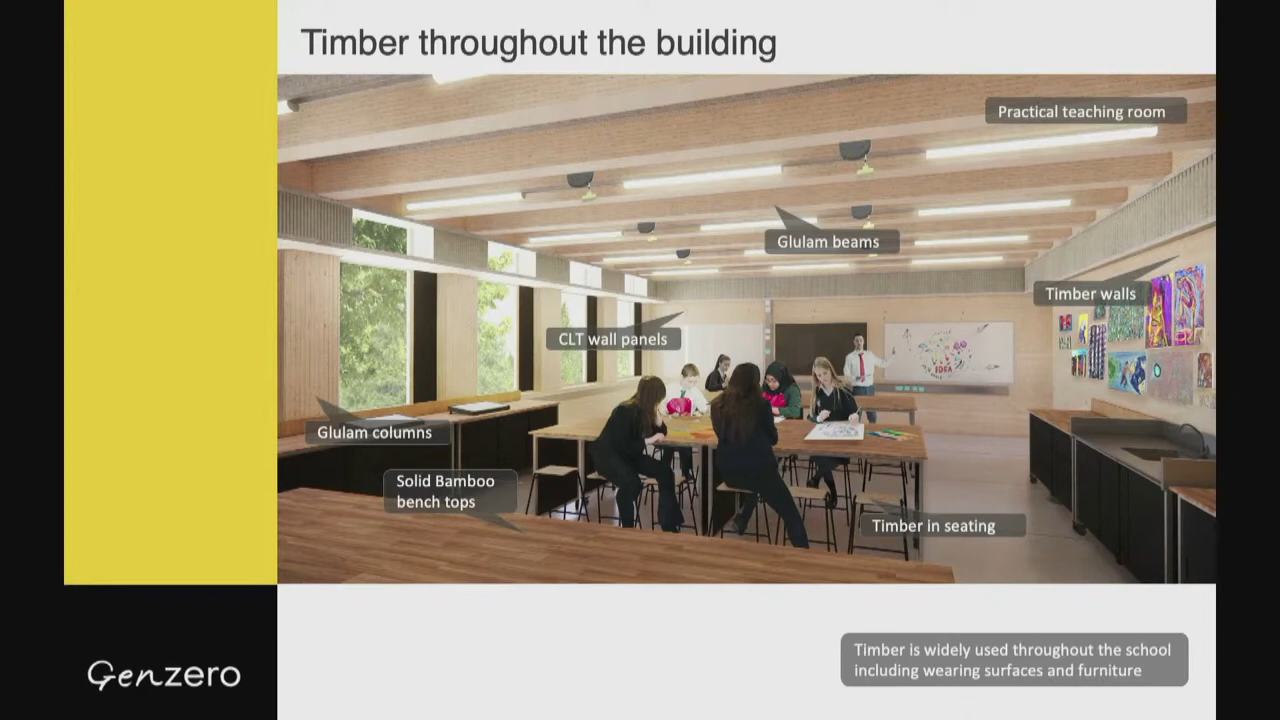 Timber throughout the building
Practical teaching room
Glulam beams
Timber walls
CLT wall panels
IDEA
Glulam columns
Solid Bamboo
bench tops
Timber in seating
Timber is widely used throughout the school
including wearing surfaces and furniture
Genzero